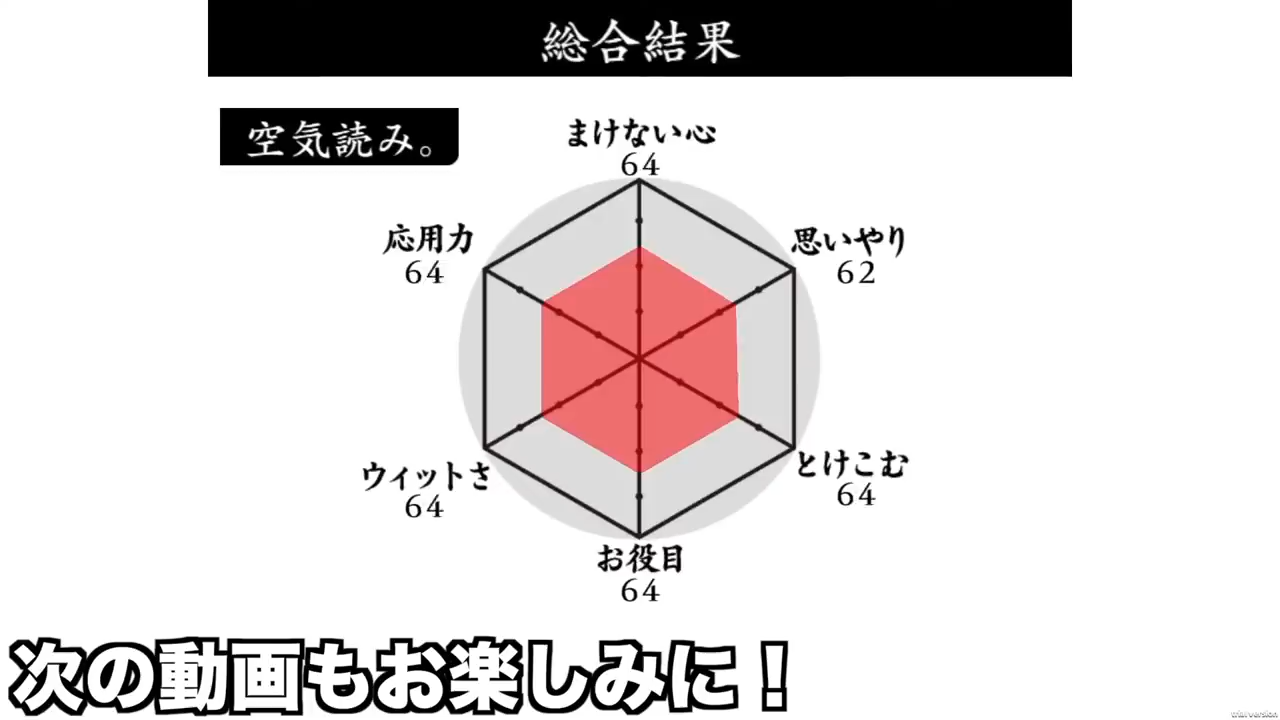 総合結果
空気読み。
まけない心
64
応用力
64
思いやり
62
ウィットさ
64
とけこむ
64
お役目
64
次の動画もお楽しみに！
trial version